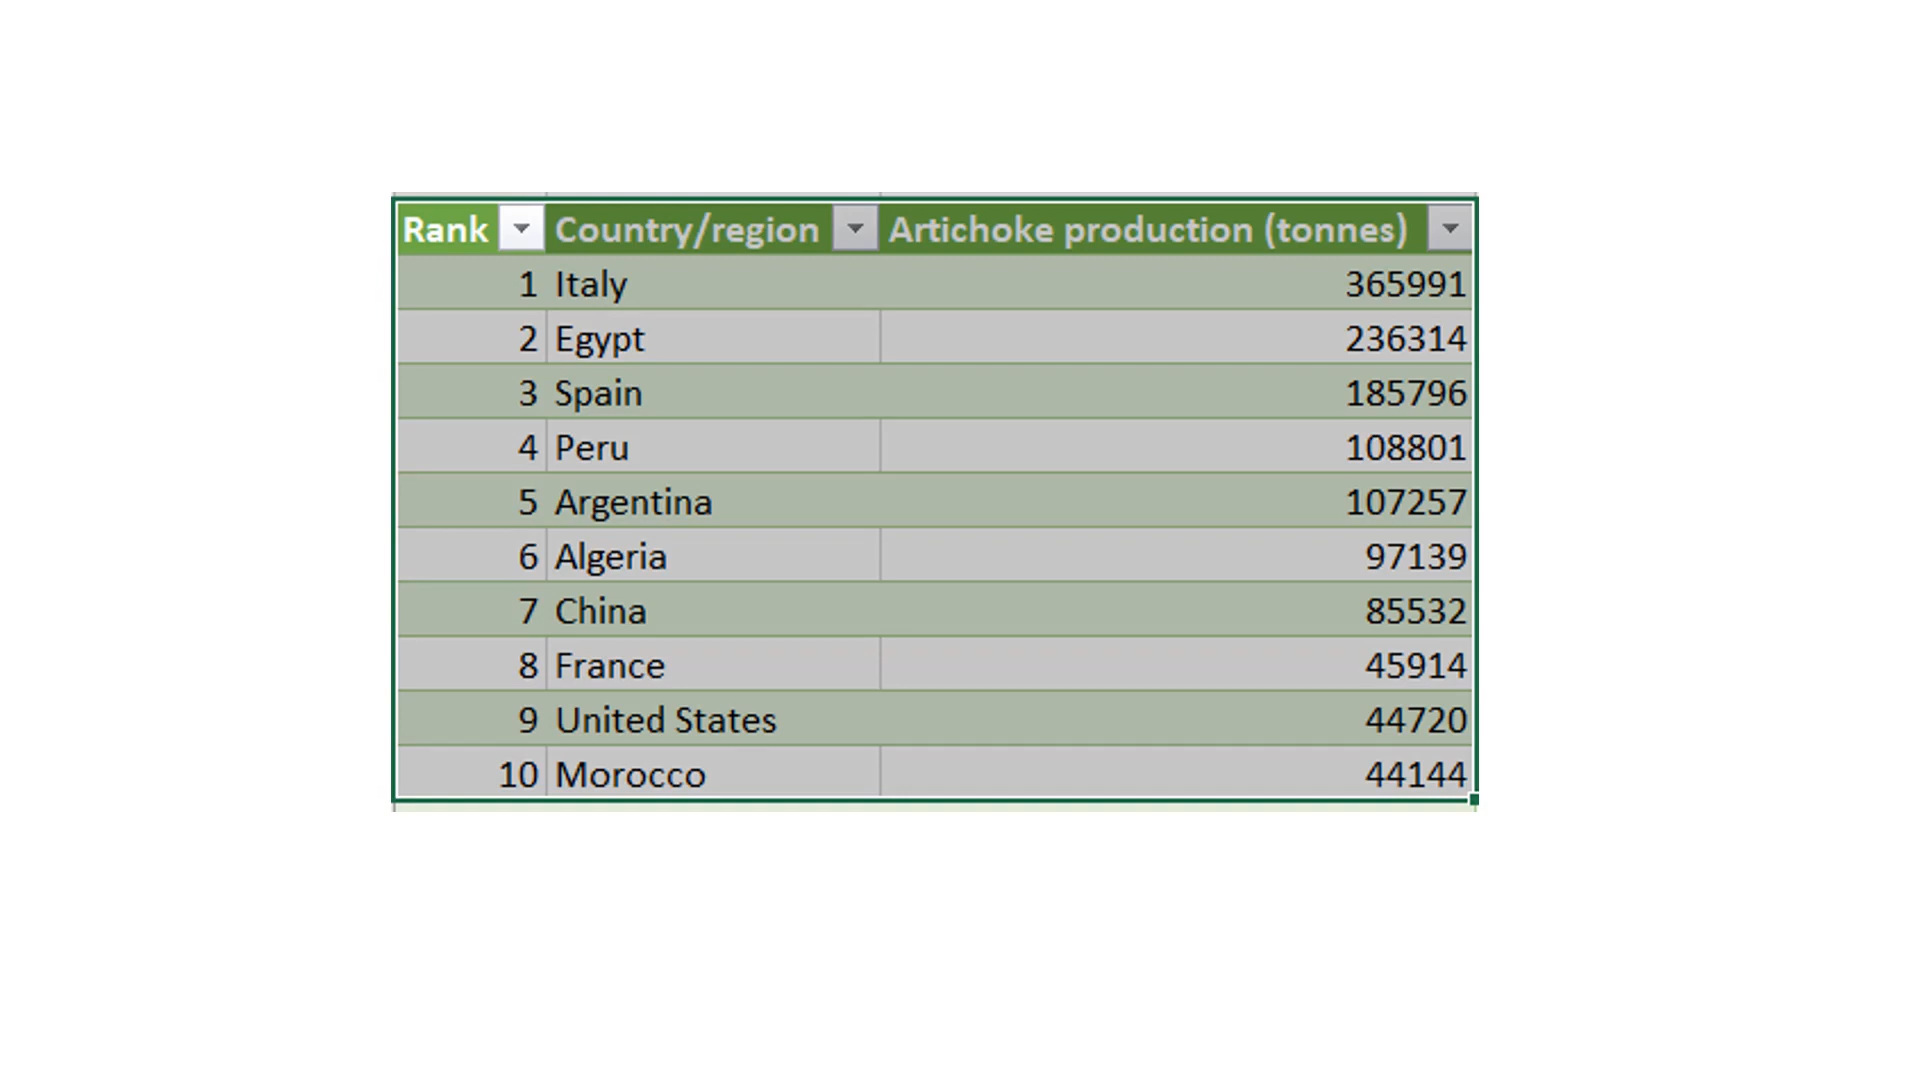 Rank Country/region Artichoke production (tonnes)
1 Italy 365991
2 Egypt 236314
3 Spain 185796
4 Peru 108801
5 Argentina 107257
6 Algeria 97139
7 China 85532
8 France 45914
9 United States 44720
10 Morocco 44144